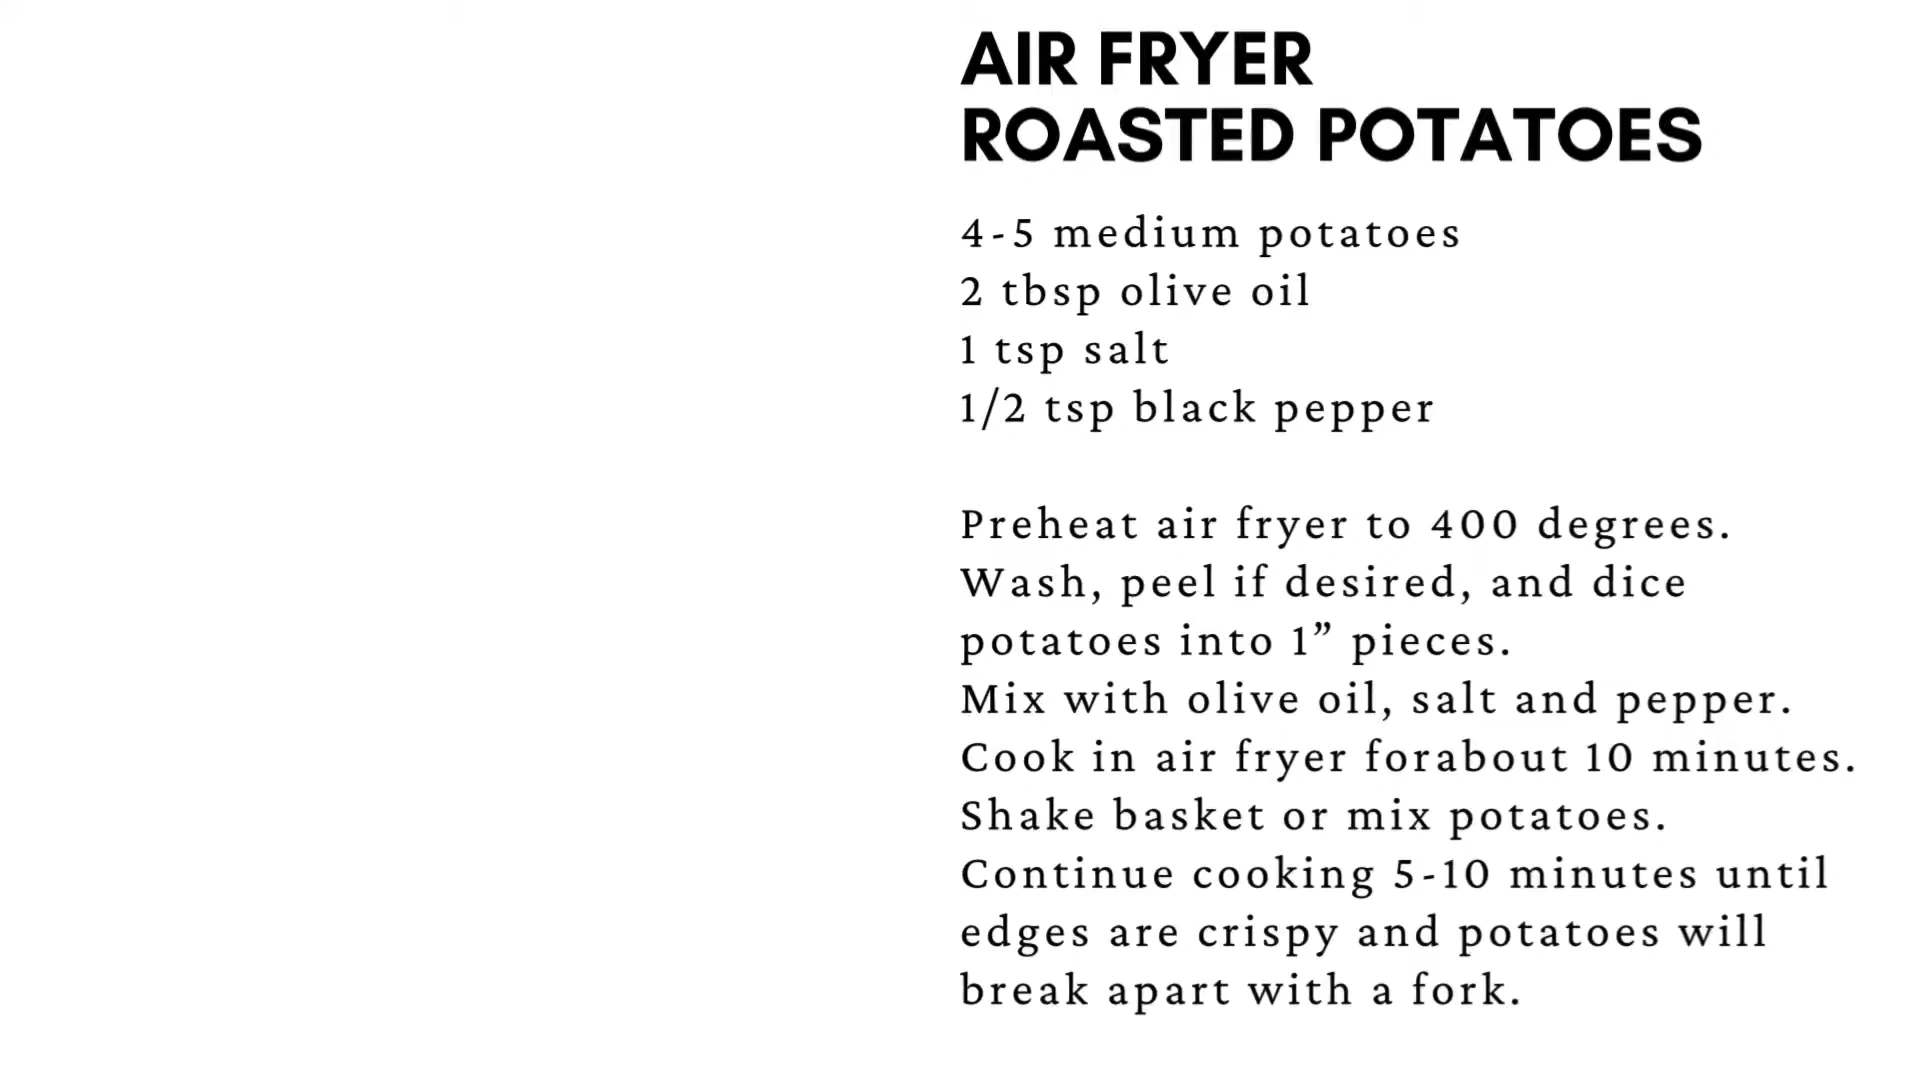 AIR FRYER
ROASTED POTATOES
4-5 medium potatoes
2 tbsp olive oil
1 tsp salt
1/2 tsp black pepper
Preheat air fryer to 400 degrees.
Wash, peel if desired, and dice
potatoes into 1” pieces.
Mix with olive oil, salt and pepper.
Cook in air fryer forabout 10 minutes.
Shake basket or mix potatoes.
Continue cooking 5-10 minutes until
edges are crispy and potatoes will
break apart with a fork.